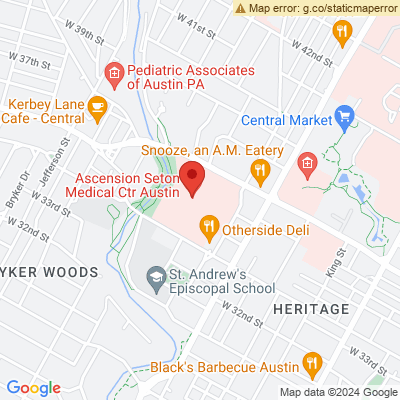 Map error: g.co/staticmaperror
W 39th St
W 41st St
W 42nd St
W 37th St
Pediatric Associates
of Austin PA
Kerbey Lane
Cafe - Central
Central Market
Jefferson St
Snooze, an A.M. Eatery
Bryker Dr
Ascension Seton
Medical Ctr Austin
W 33rd St
W 32nd St
Otherside Deli
King St
YKER WOODS
St. Andrew's
Episcopal School
W 32nd St
HERITAGE
W 33rd St
Black's Barbecue Austin
Google
Map data ©2024 Google